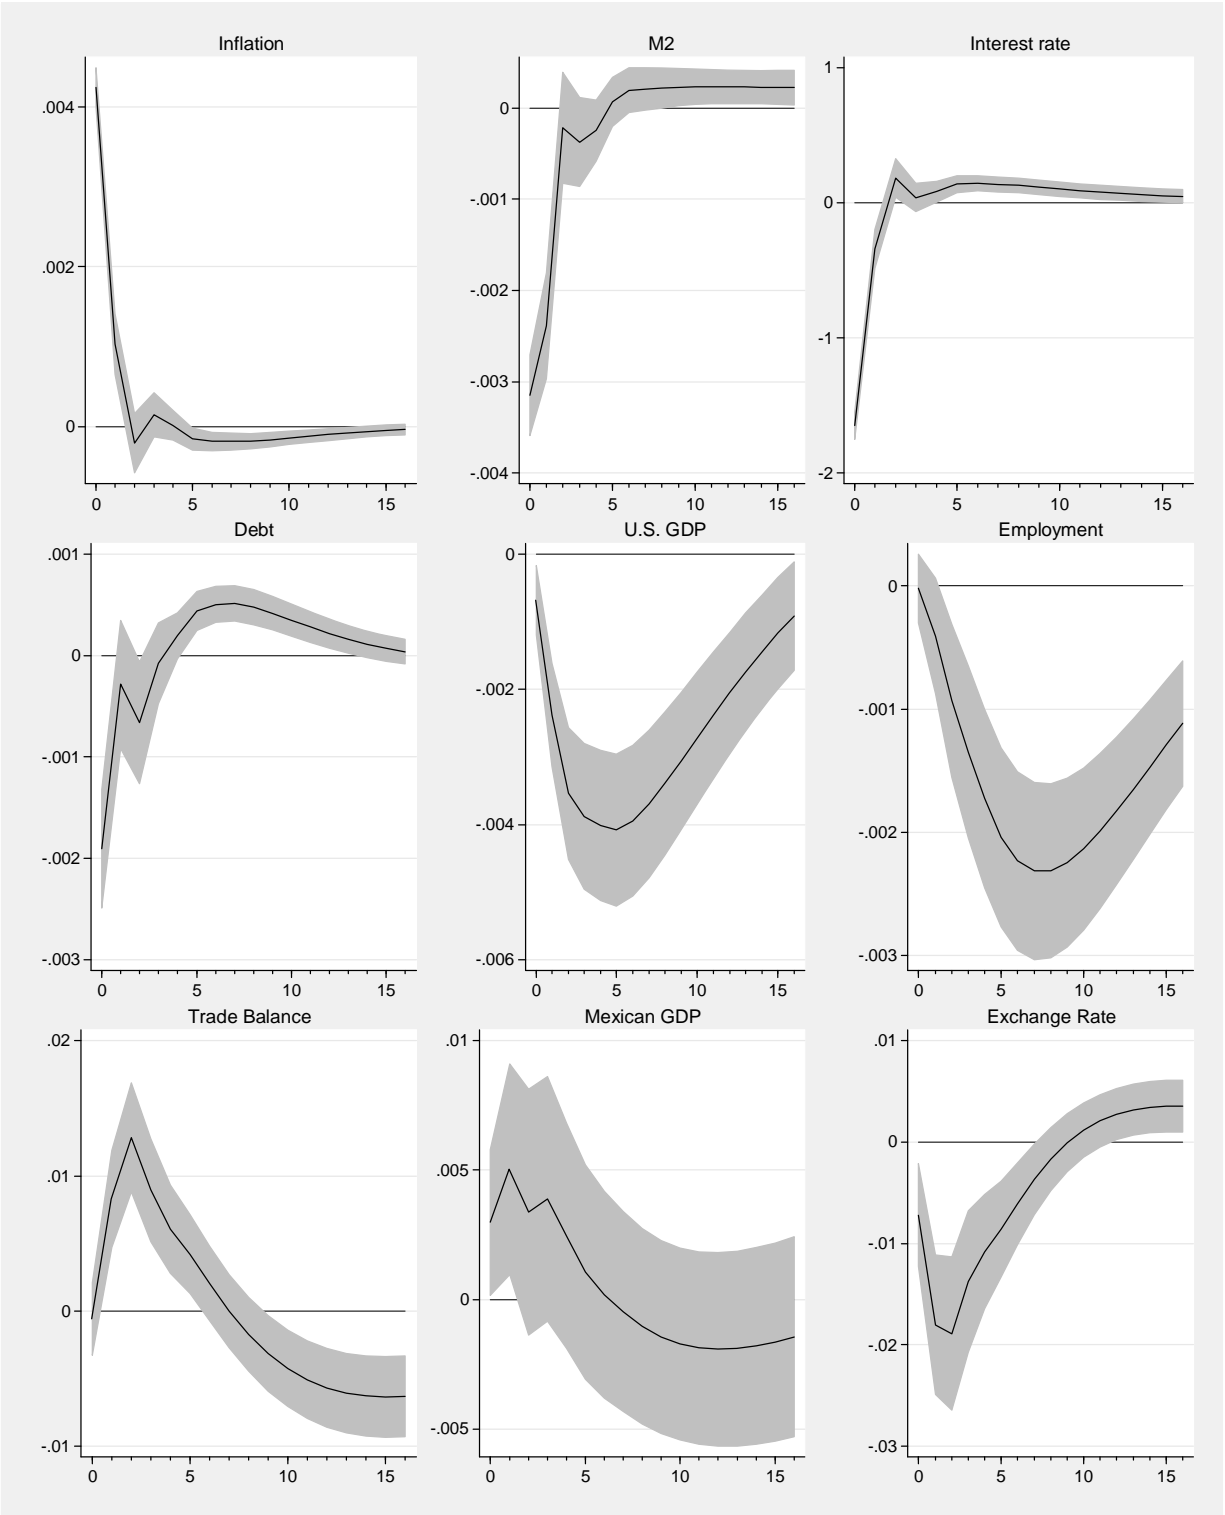 Inflation M2 Interest rate
.004 .002 0
0 -.001 -.002 -.003 -.004
1 0 -1 -2
0 5 10 15 0 5 10 15 0 5 10 15
Debt U.S. GDP Employment
.001 0 -.001 -.002 -.003
0 -.002 -.004 -.006
0 -.001 -.002 -.003
0 5 10 15 0 5 10 15 0 5 10 15
Trade Balance Mexican GDP Exchange Rate
.02 .01 0 -.01
.01 .005 0 -.005
.01 0 -.01 -.02 -.03
0 5 10 15 0 5 10 15 0 5 10 15